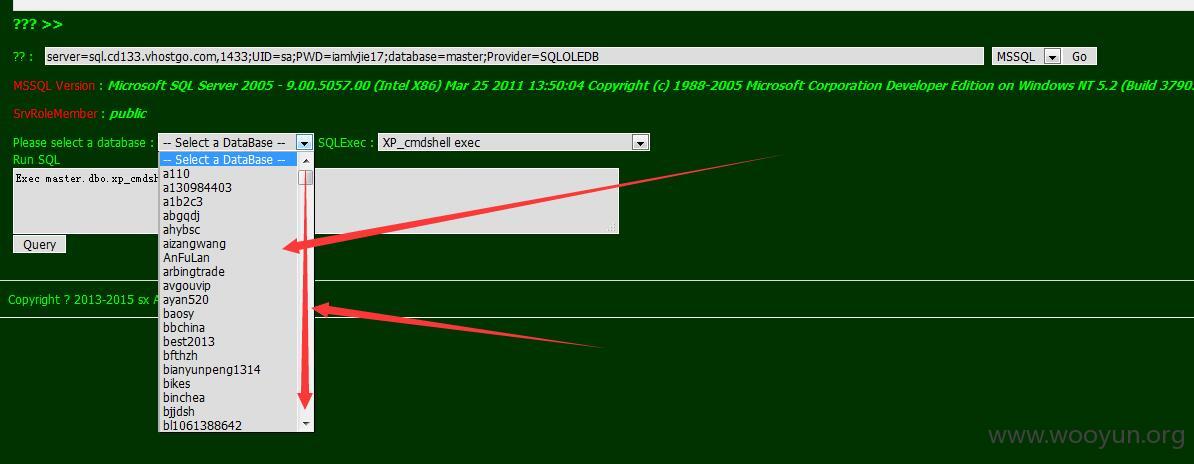 ??? >>
?? : server=sql.cd133.vhostgo.com,1433;UID=sa;PWD=iamlvjie17;database=master;Provider=SQLOLEDB MSSQL Go
MSSQL Version : Microsoft SQL Server 2005 - 9.00.5057.00 (Intel X86) Mar 25 2011 13:50:04 Copyright (c) 1988-2005 Microsoft Corporation Developer Edition on Windows NT 5.2 (Build 3790
SrvRoleMember : public
Please select a database : -- Select a DataBase -- SQLExec : XP_cmdshell exec
Run SQL
-- Select a DataBase --
Exec master.dbo.xp_cmdsh
a110
a130984403
a1b2c3
abgqdj
ahybsc
aizangwang
AnFuLan
arbingtrade
avgouvip
ayan520
baosy
bbchina
best2013
bfthzh
bianyunpeng1314
bikes
binchea
bjjdsh
bl1061388642
Query
Copyright ? 2013-2015 sx A
www.wooyun.org